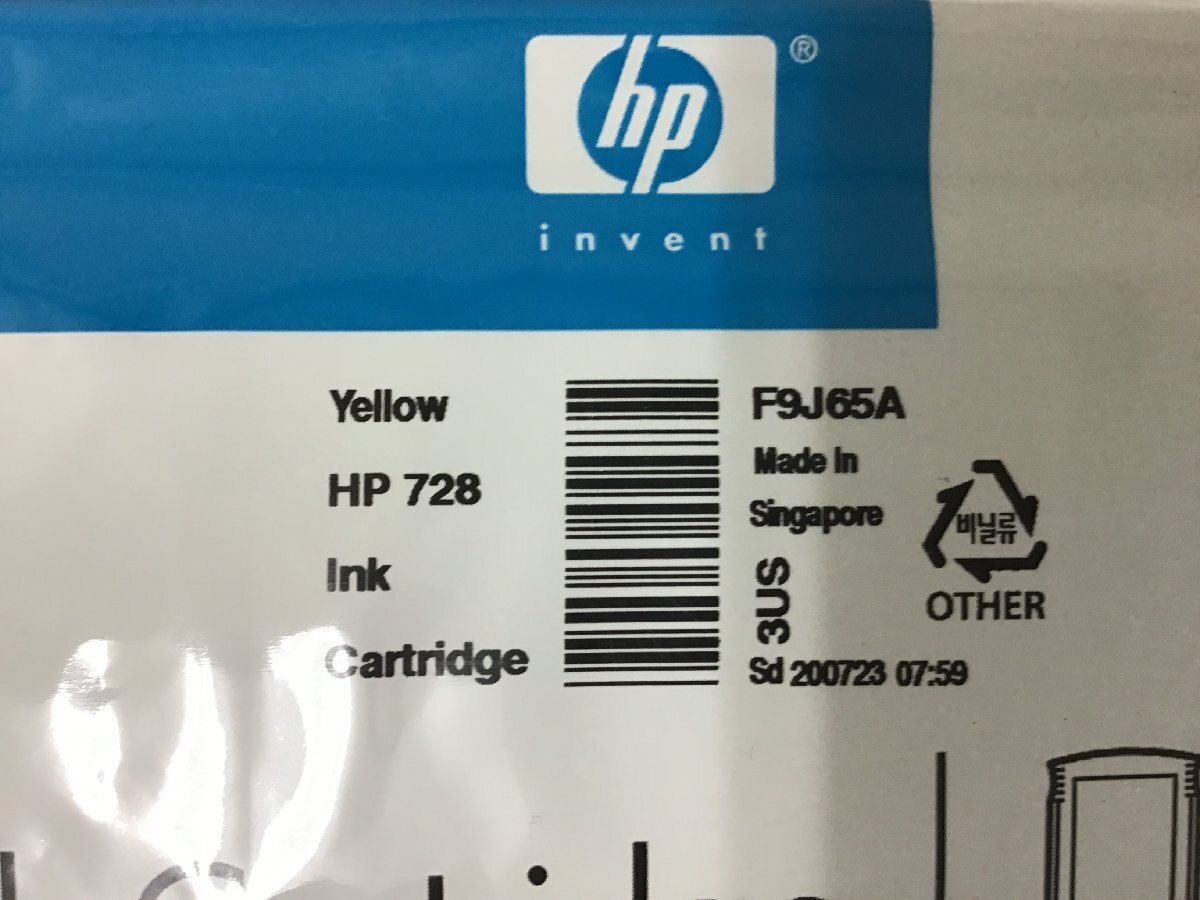 hp ®
invent
Yellow
HP 728
Ink
Cartridge
F9J65A
Made In
Singapore
3US
Sd 200723 07:59
비닐류
OTHER